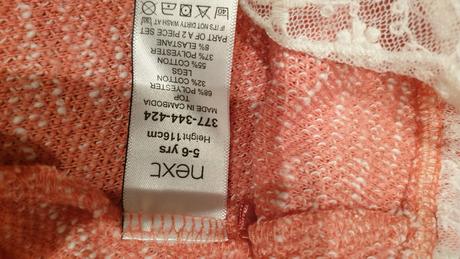 next
5-6 yrs
Height 116cm
377-344-424
MADE IN CAMBODIA
TOP
68% POLYESTER
32% COTTON
LEGS
55% COTTON
37% POLYESTER
8% ELASTANE
PART OF A 2 PIECE SET
IF IT'S NOT DIRTY WASH AT